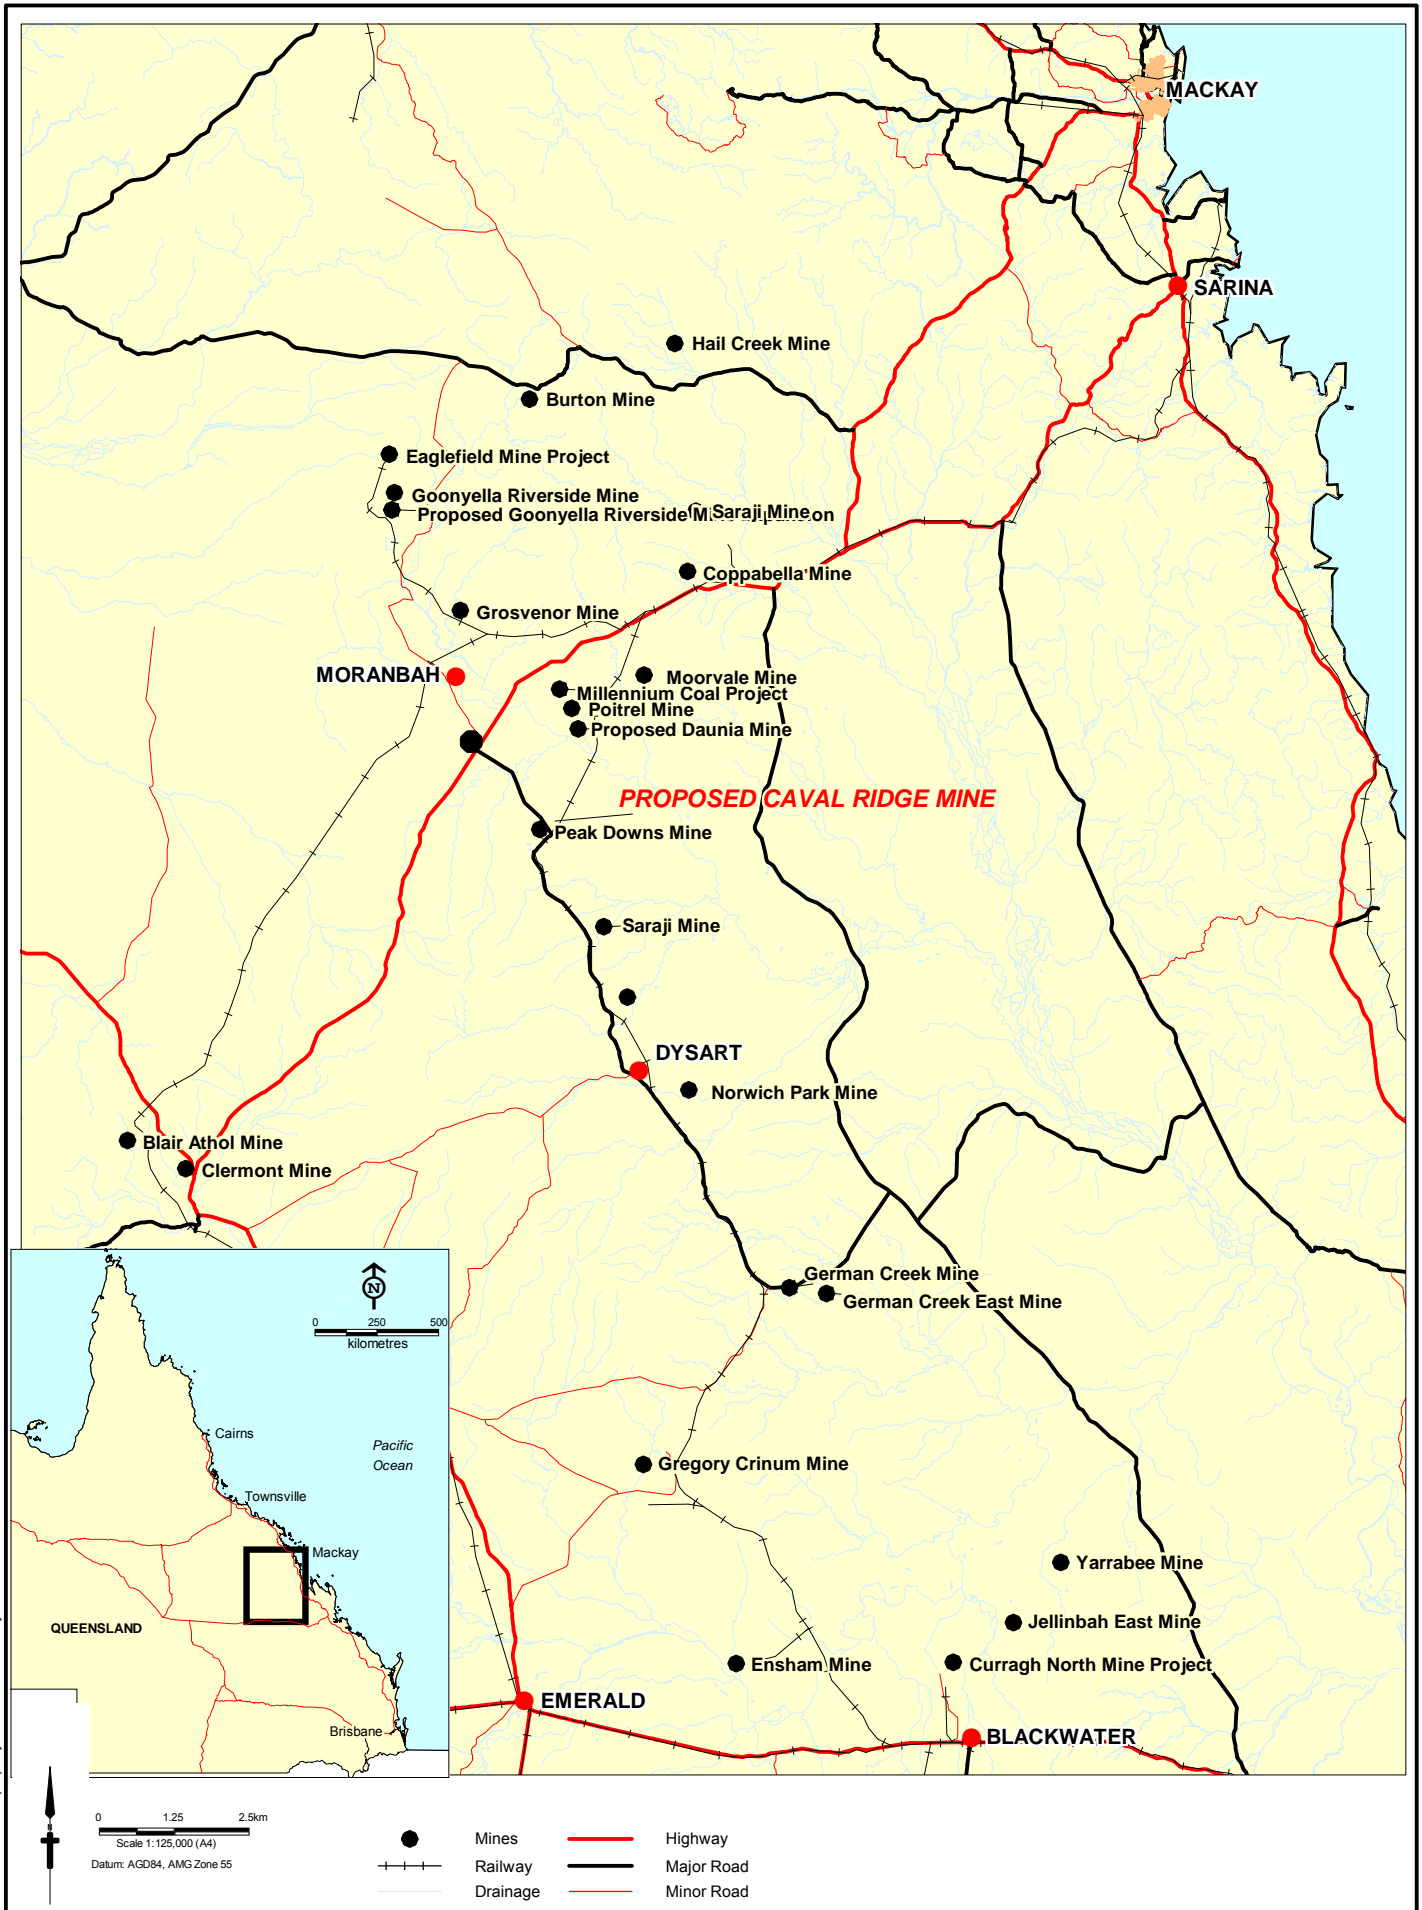 MACKAY
SARINA
Hail Creek Mine
Burton Mine
Eaglefield Mine Project
Goonyella Riverside Mine
Saraji Mine
Proposed Goonyella Riverside
Coppabella Mine
Grosvenor Mine
MORANBAH
Moorvale Mine
Millennium Coal Project
Poitrel Mine
Proposed Daunia Mine
PROPOSED CAVAL RIDGE MINE
Peak Downs Mine
Saraji Mine
DYSART
Norwich Park Mine
Blair Athol Mine
Clermont Mine
German Creek Mine
German Creek East Mine
Gregory Crinum Mine
Yarrabee Mine
Jellinbah East Mine
Ensham Mine
Curragh North Mine Project
EMERALD
BLACKWATER
N
0 250 500
kilometres
Cairns
Pacific
Ocean
Townsville
Mackay
QUEENSLAND
Brisbane
N
0 1.25 2.5km
Scale 1:125,000 (A4)
Datum: AGD84, AMG Zone 55
Mines
Highway
Railway
Major Road
Drainage
Minor Road